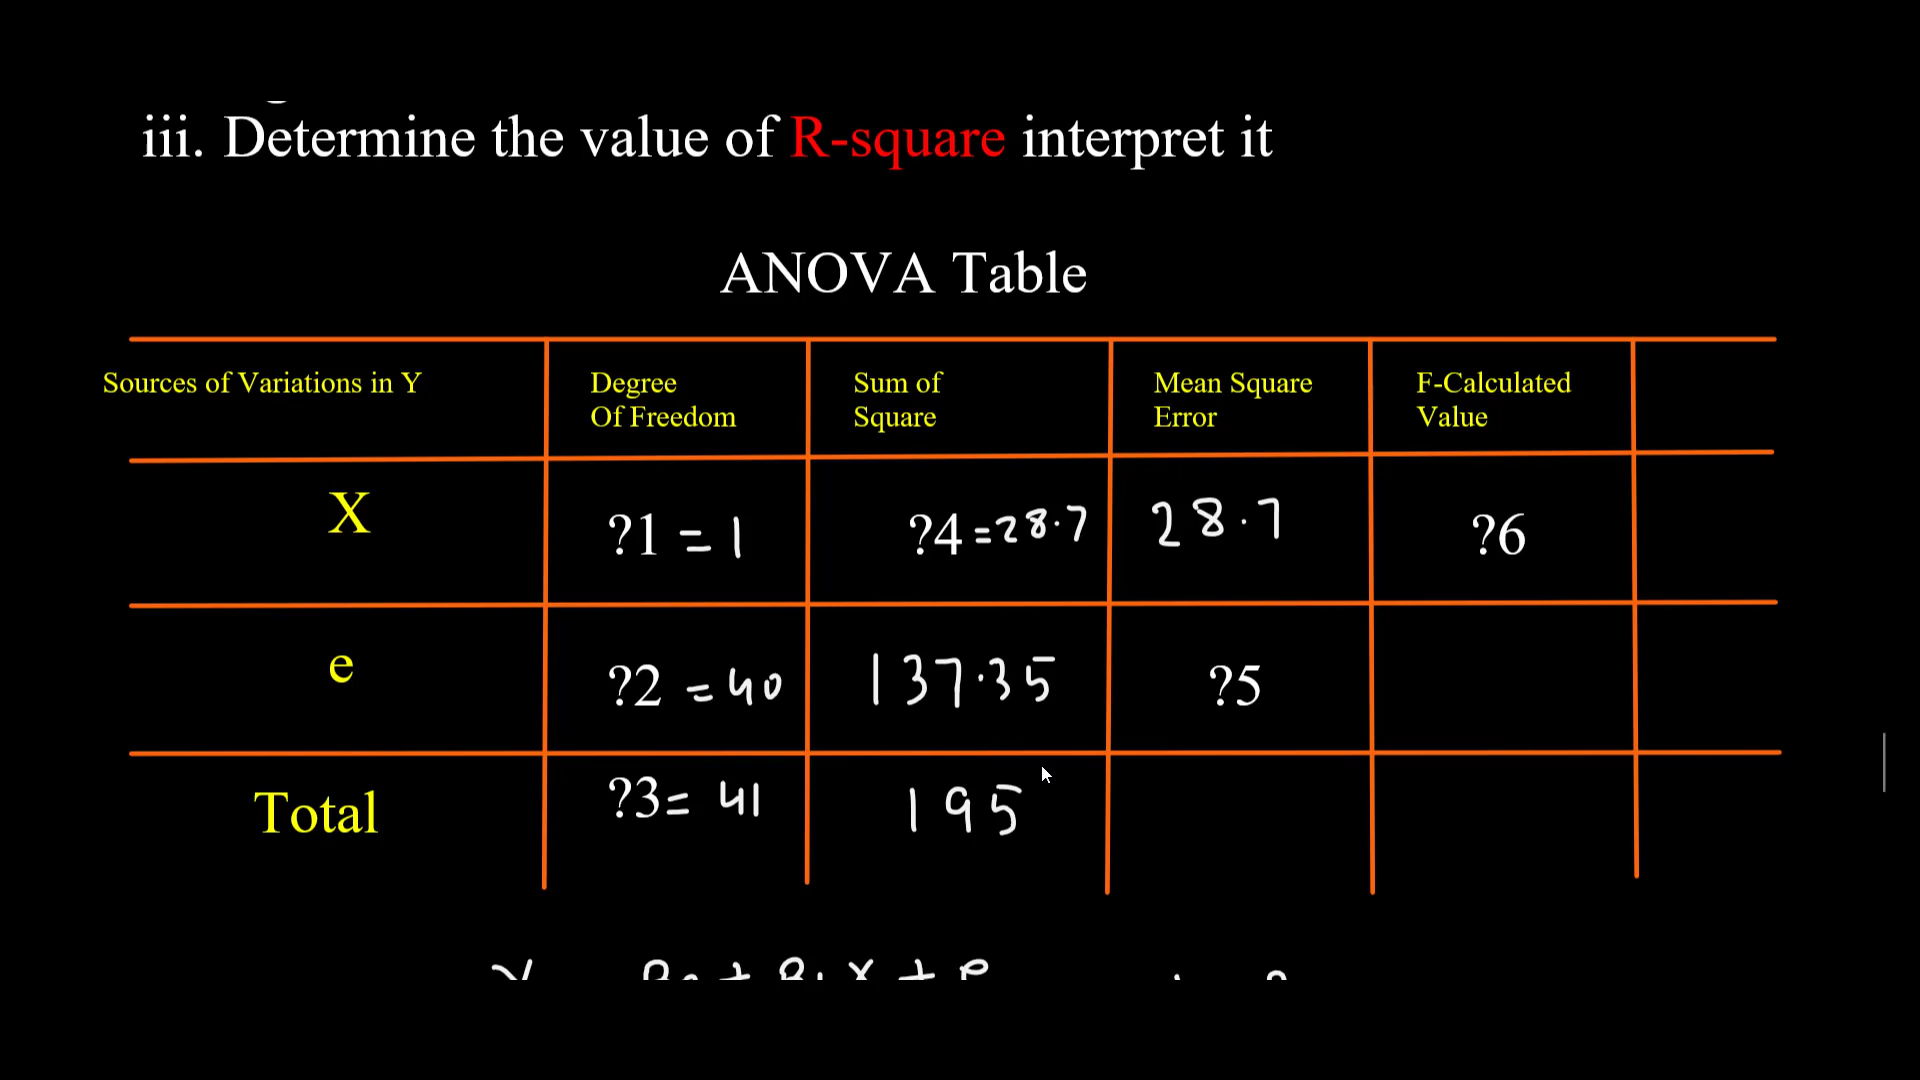 iii. Determine the value of R-square interpret it
ANOVA Table
Sources of Variations in Y
Degree
Of Freedom
Sum of
Square
Mean Square
Error
F-Calculated
Value
X
?1 = 1
?4 = 28.7
28.7
?6
e
?2 = 40
137.35
?5
Total
?3 = 41
195